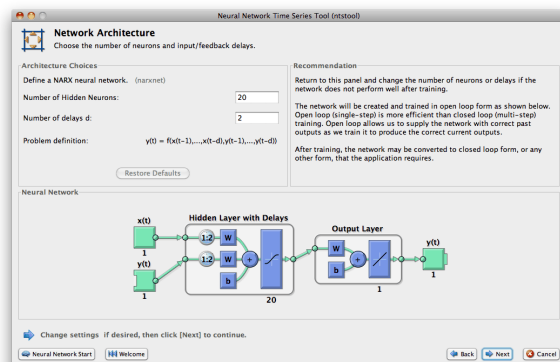 Neural Network Time Series Tool (ntstool)
Network Architecture
Choose the number of neurons and input/feedback delays.
Architecture Choices
Define a NARX neural network. (narxnet)
Number of Hidden Neurons: 20
Number of delays d: 2
Problem definition: y(t) = f(x(t-1),...,x(t-d),y(t-1),...,y(t-d))
Restore Defaults
Recommendation
Return to this panel and change the number of neurons or delays if the
network does not perform well after training.
The network will be created and trained in open loop form as shown below.
Open loop (single-step) is more efficient than closed loop (multi-step)
training. Open loop allows us to supply the network with correct past
outputs as we train it to produce the correct current outputs.
After training, the network may be converted to closed loop form, or any
other form, that the application requires.
Neural Network
Hidden Layer with Delays
Output Layer
x(t)
1
y(t)
1
1:2
W
1:2
W
b
+
20
W
b
+
1
y(t)
1
Change settings if desired, then click [Next] to continue.
Neural Network Start
Welcome
Back
Next
Cancel